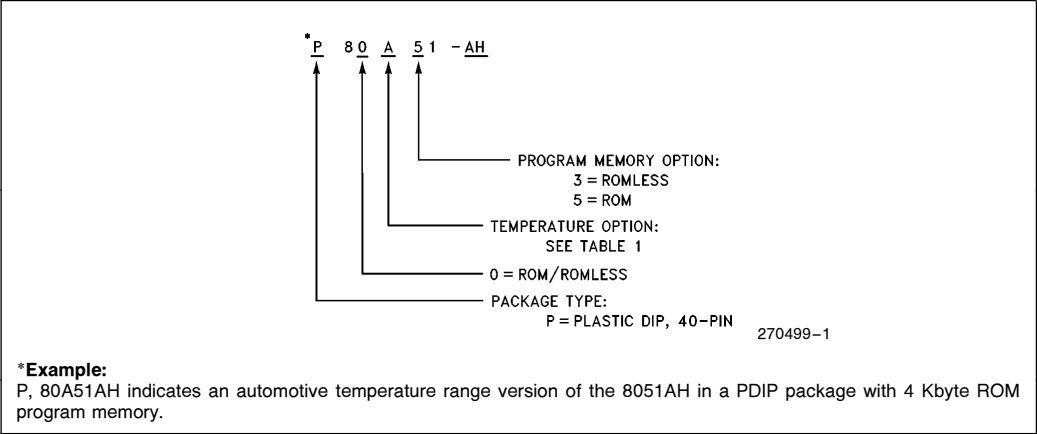 *P 80A51-AH
PROGRAM MEMORY OPTION:
3 = ROMLESS
5 = ROM
TEMPERATURE OPTION:
SEE TABLE 1
0 = ROM/ROMLESS
PACKAGE TYPE:
P = PLASTIC DIP, 40-PIN
270499–1
*Example:
P, 80A51AH indicates an automotive temperature range version of the 8051AH in a PDIP package with 4 Kbyte ROM
program memory.